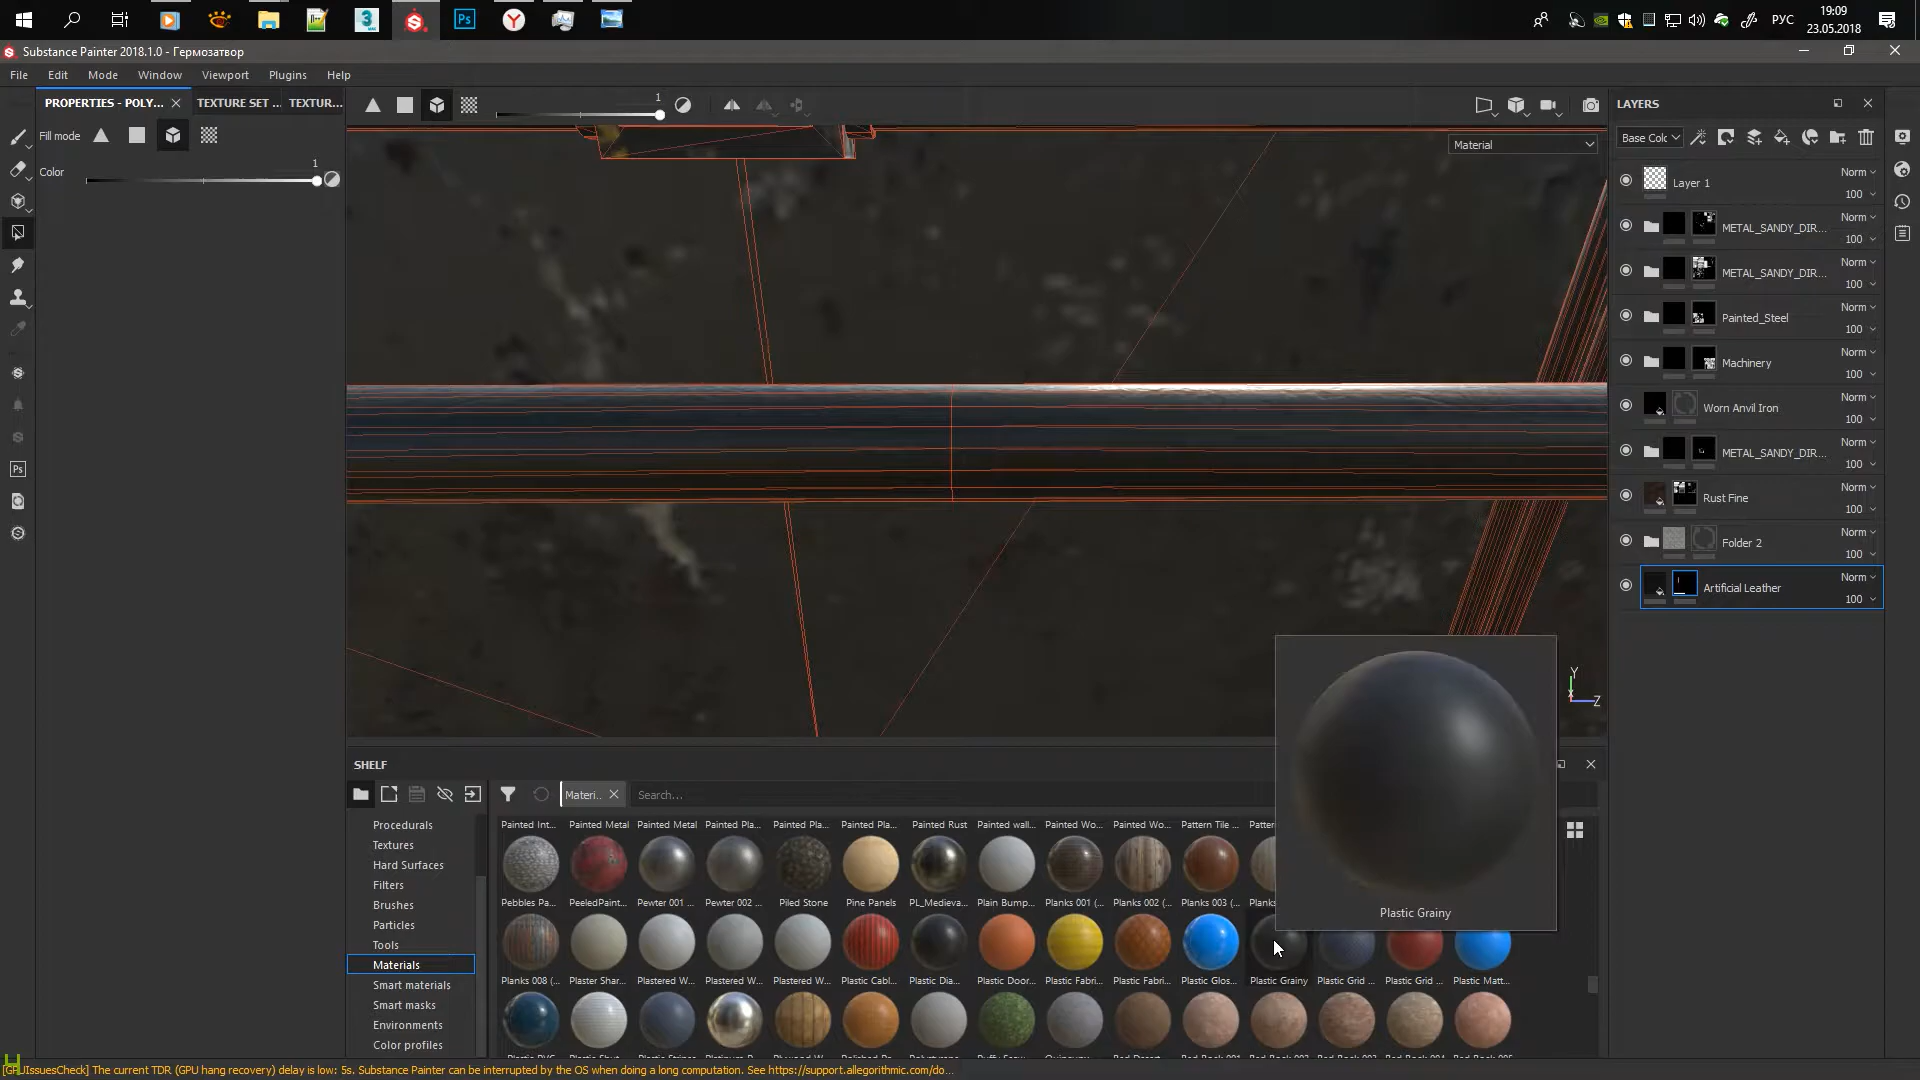 РУС
19:09
23.05.2018
Substance Painter 2018.1.0 - Гермозатвор
File Edit Mode Window Viewport Plugins Help
PROPERTIES - POLY... TEXTURE SET ... TEXTUR...
1
LAYERS
Fill mode
Material
Base Colo
1
Color
Layer 1 Norm 100
METAL_SANDY_DIR... Norm 100
METAL_SANDY_DIR... Norm 100
Painted_Steel Norm 100
Machinery Norm 100
Worn Anvil Iron Norm 100
METAL_SANDY_DIR... Norm 100
Rust Fine Norm 100
Folder 2 Norm 100
Artificial Leather Norm 100
Ps
Y
Z
SHELF
Materi... Search...
Procedurals
Textures
Hard Surfaces
Filters
Brushes
Particles
Tools
Materials
Smart materials
Smart masks
Environments
Color profiles
Painted Int... Painted Metal Painted Metal Painted Pla... Painted Pla... Painted Pla... Painted Rust Painted wall... Painted Wo... Painted Wo... Pattern Tile ...
Pebbles Pa... PeeledPaint... Pewter 001 ... Pewter 002 ... Piled Stone Pine Panels PL_Medieva... Plain Bump... Planks 001 (... Planks 002 (... Planks 003 (...
Planks 008 (... Plaster Shar... Plastered W... Plastered W... Plastered W... Plastic Cabl... Plastic Dia... Plastic Door... Plastic Fabri... Plastic Fabri... Plastic Glos... Plastic Grainy Plastic Grid ... Plastic Grid ... Plastic Matt...
Plastic Grainy
[GPUIssuesCheck] The current TDR (GPU hang recovery) delay is low: 5s. Substance Painter can be interrupted by the OS when doing a long computation. See https://support.allegorithmic.com/do...